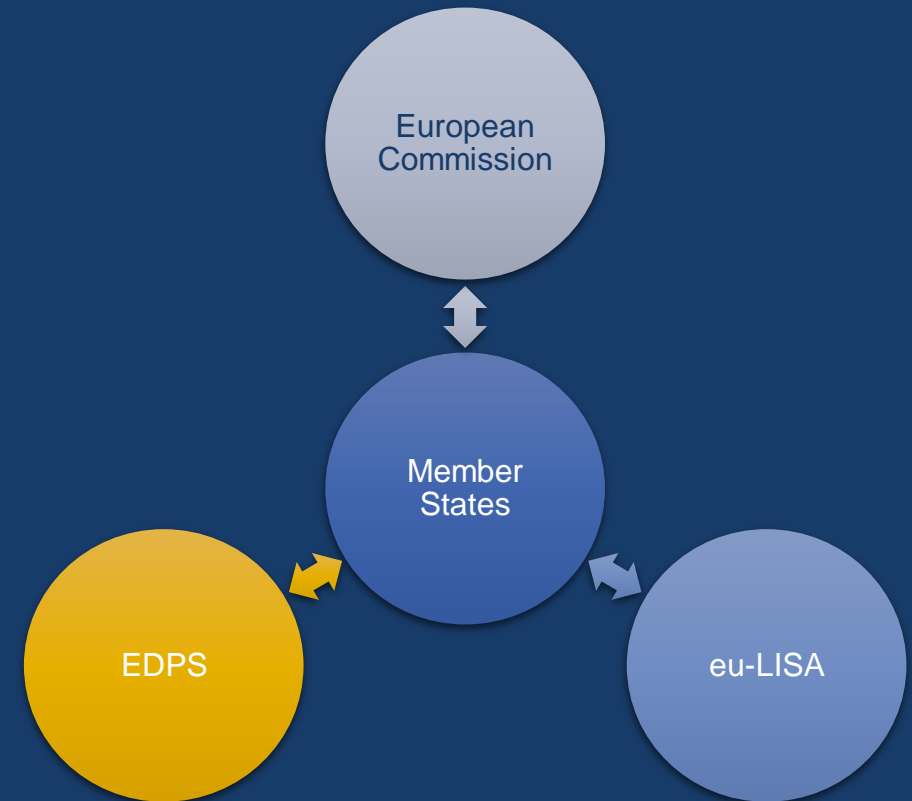 European
Commission
Member
States
EDPS
eu-LISA